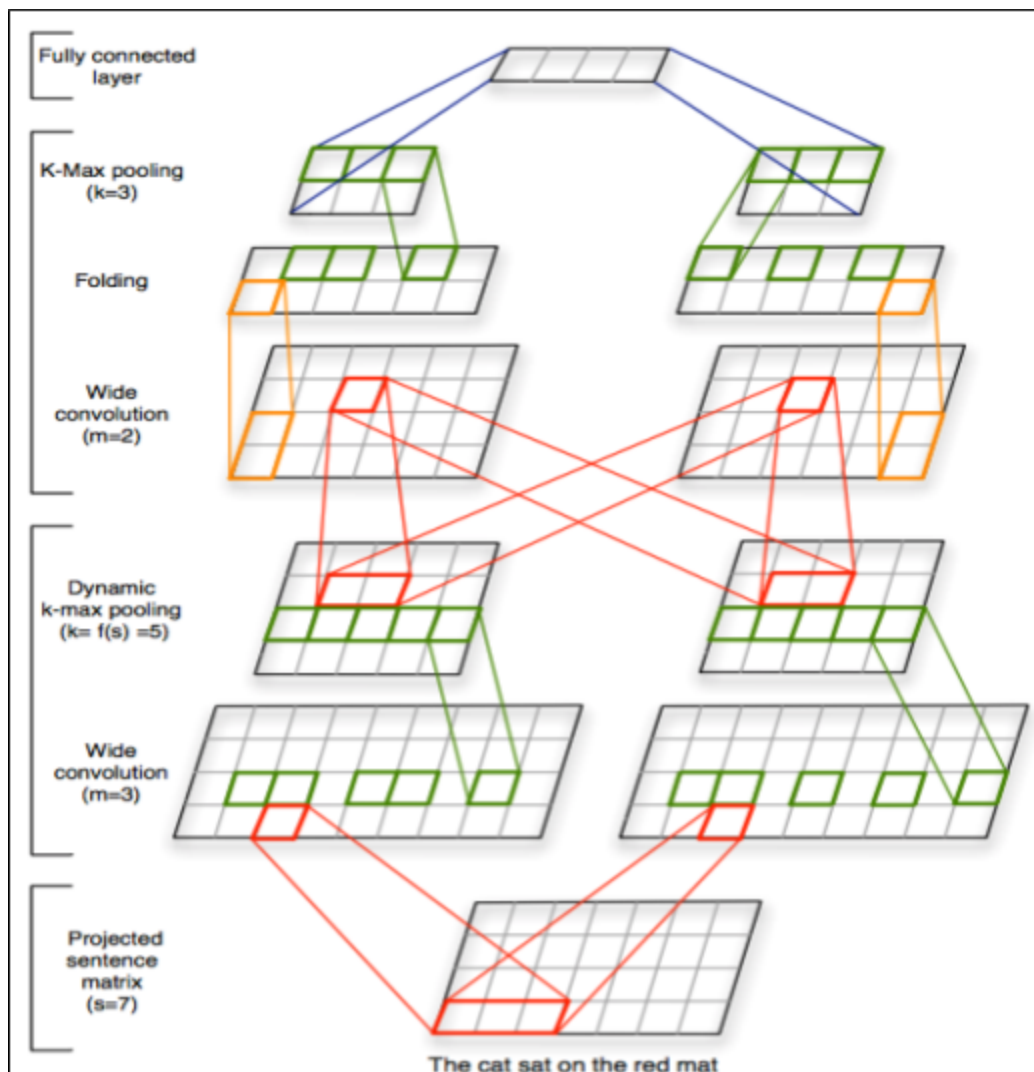 Fully connected
layer
K-Max pooling
(k=3)
Folding
Wide
convolution
(m=2)
Dynamic
k-max pooling
(k= f(s) =5)
Wide
convolution
(m=3)
Projected
sentence
matrix
(s=7)
The cat sat on the red mat